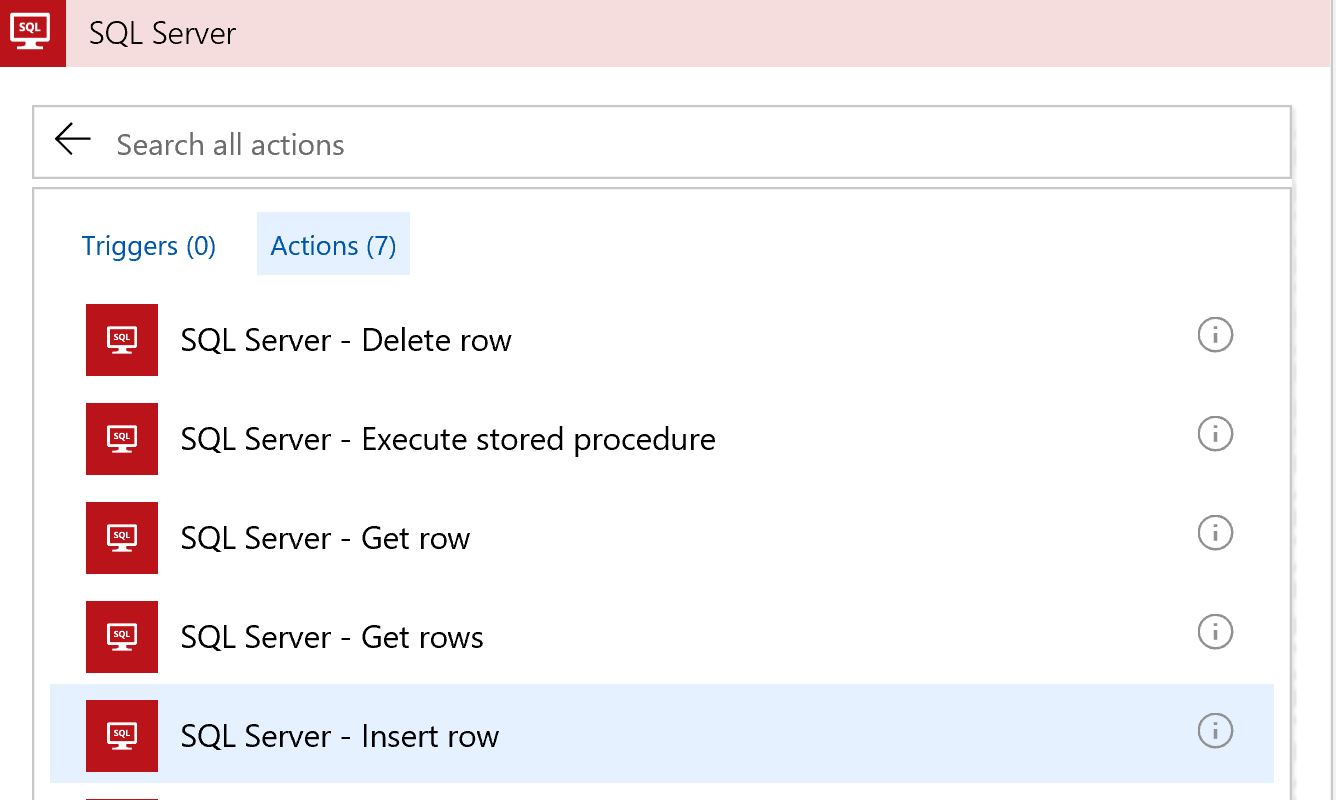 SQL
SQL Server
Search all actions
Triggers (0)
Actions (7)
SQL
SQL Server - Delete row
SQL
SQL Server - Execute stored procedure
SQL
SQL Server - Get row
SQL
SQL Server - Get rows
SQL
SQL Server - Insert row